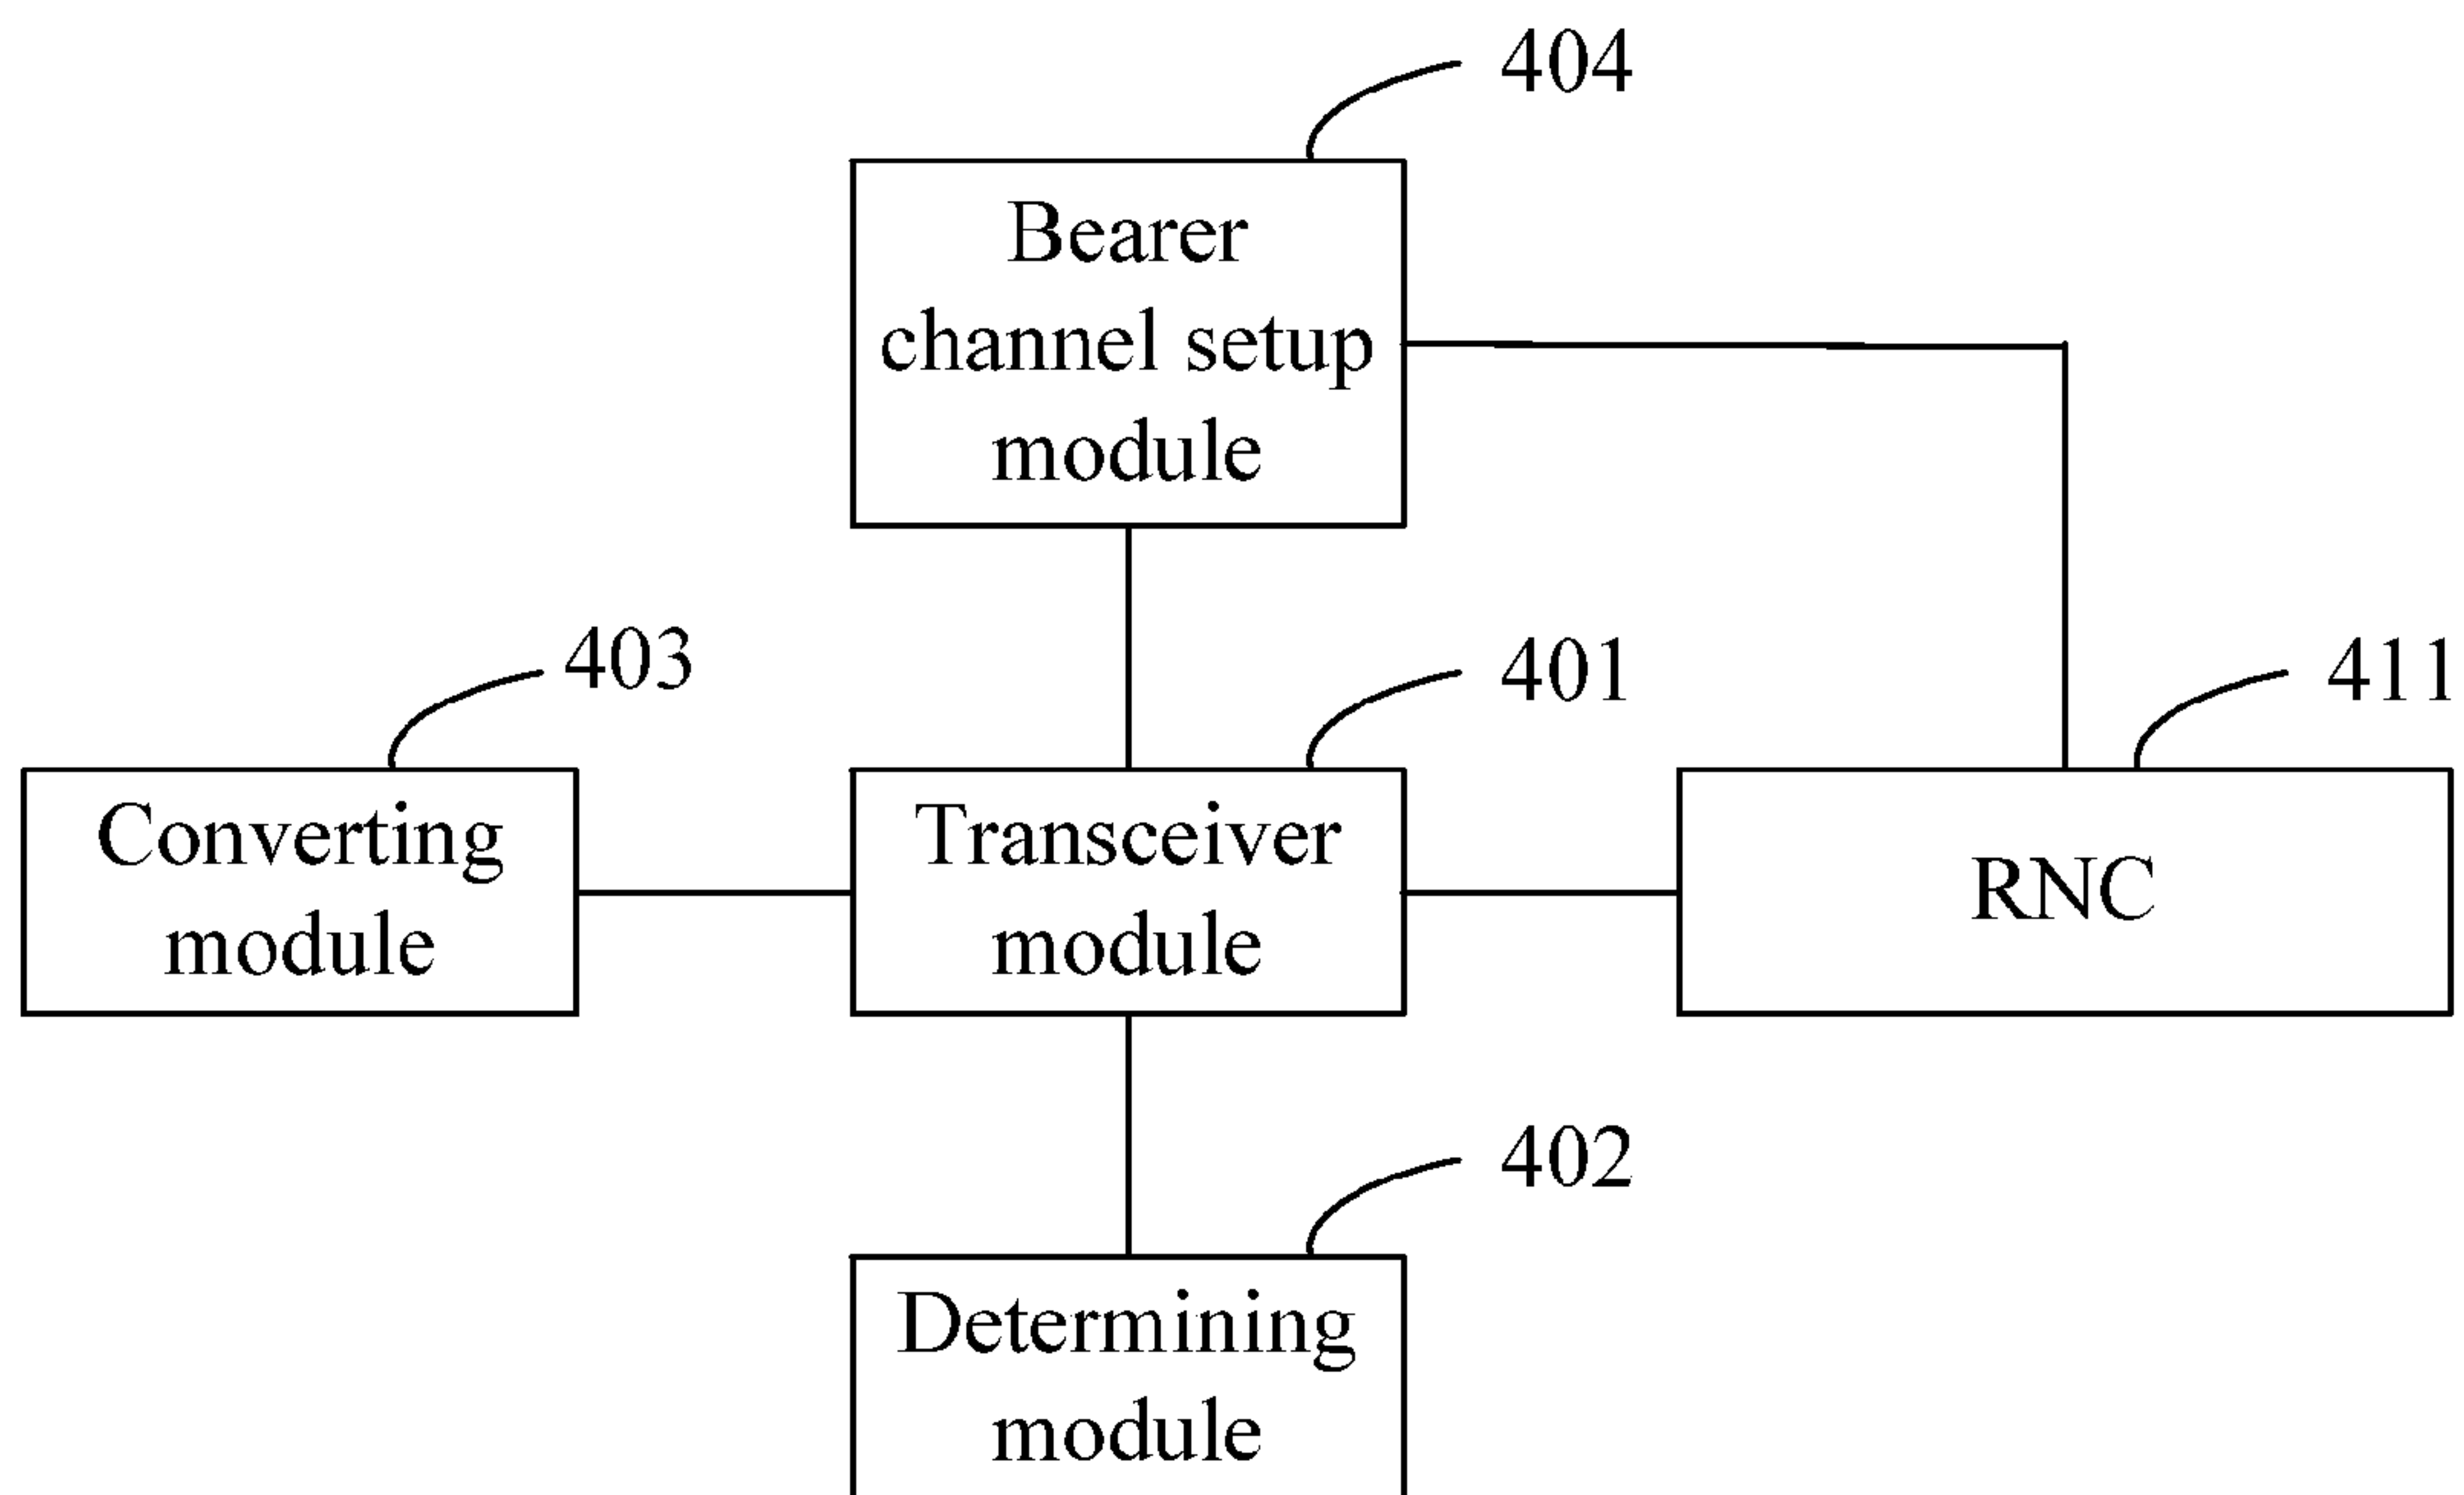 404
Bearer
channel setup
module
403
401
411
Converting
module
Transceiver
module
RNC
402
Determining
module